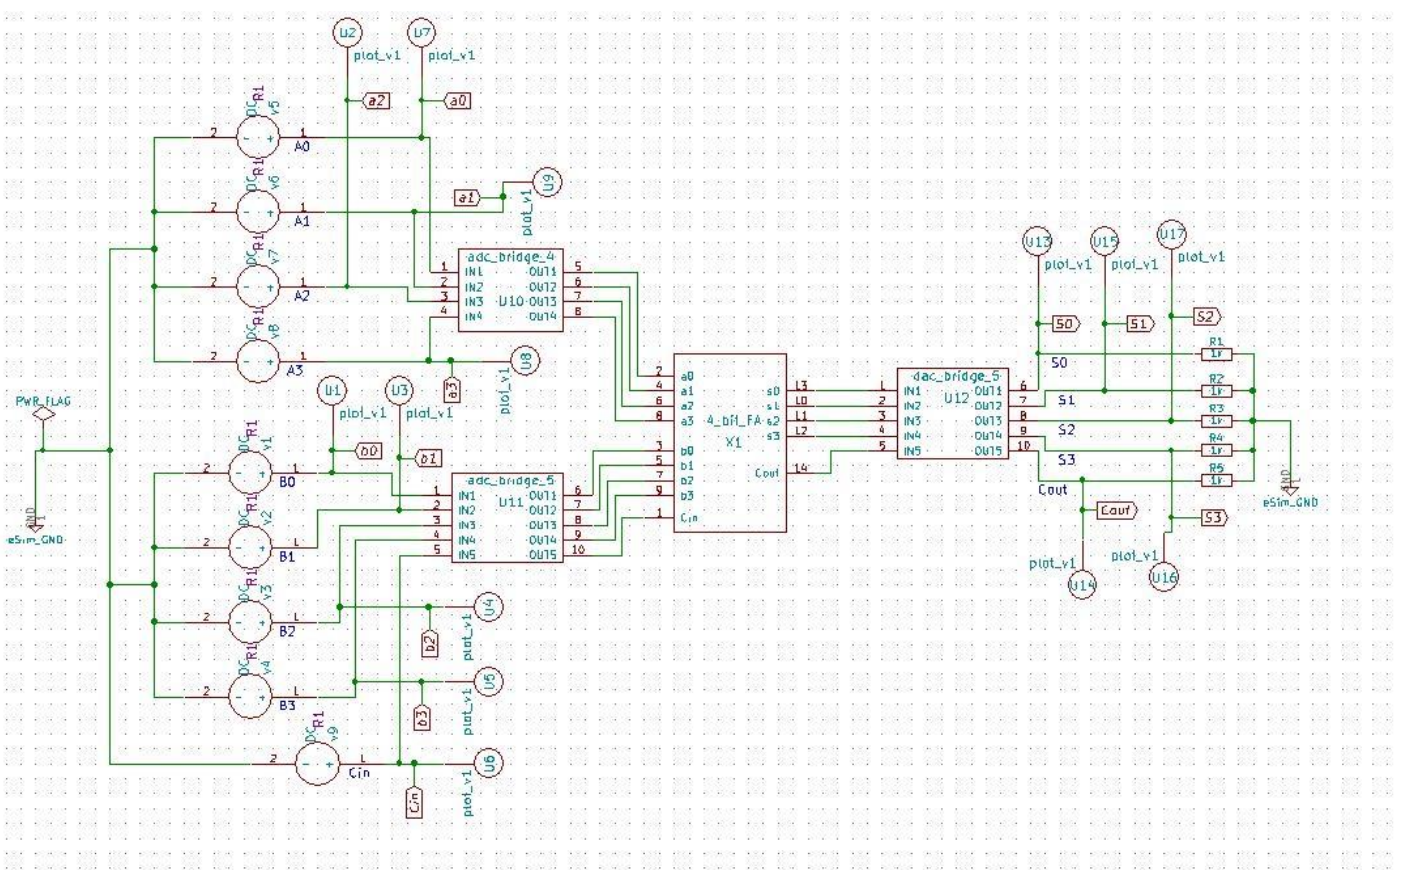 U2
U7
plot_v1
plot_v1
a2
a0
DC
R1
v5
2
-
+
1
A0
DC
R1
v6
2
-
+
1
A1
a1
U9
plot_v1
DC
R1
v7
2
-
+
1
A2
DC
R1
v8
2
-
+
1
A3
adc_bridge_4
1 IN1 OUT1 5
2 IN2 OUT2 6
3 IN3 U10 OUT3 7
4 IN4 OUT4 8
U8
plot_v1
a3
U1
U3
plot_v1
plot_v1
b0
b1
PWR_FLAG
GND
1
eSim_GND
DC
R1
v1
2
-
+
1
B0
DC
R1
v2
2
-
+
1
B1
DC
R1
v3
2
-
+
1
B2
DC
R1
v4
2
-
+
1
B3
adc_bridge_5
U11
1 IN1 OUT1 6
2 IN2 OUT2 7
3 IN3 OUT3 8
4 IN4 OUT4 9
5 IN5 OUT5 10
U4
plot_v1
b2
U5
plot_v1
b3
DC
R1
v9
2
-
+
1
Cin
U6
plot_v1
Cin
2 a0 s0 13
4 a1 s1 10
6 a2 4_bit_FA s2 11
8 a3 s3 12
X1
3 b0
5 b1 Cout 14
7 b2
9 b3
1 Cin
dac_bridge_5
U12
1 IN1 OUT1 6
2 IN2 OUT2 7
3 IN3 OUT3 8
4 IN4 OUT4 9
5 IN5 OUT5 10
U13
U15
U17
plot_v1
plot_v1
plot_v1
S0
S1
S2
S0
S1
S2
S3
Cout
R1
1k
R2
1k
R3
1k
R4
1k
R5
1k
GND
1
eSim_GND
Cout
S3
plot_v1
U14
plot_v1
U16